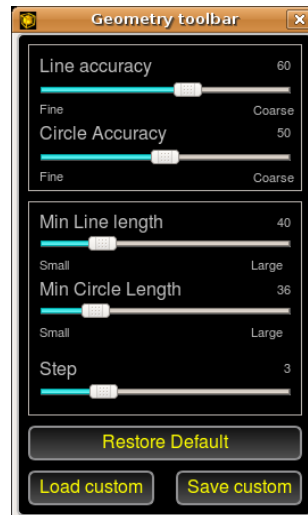 Geometry toolbar
Line accuracy 60
Fine Coarse
Circle Accuracy 50
Fine Coarse
Min Line length 40
Small Large
Min Circle Length 36
Small Large
Step 3
Restore Default
Load custom Save custom